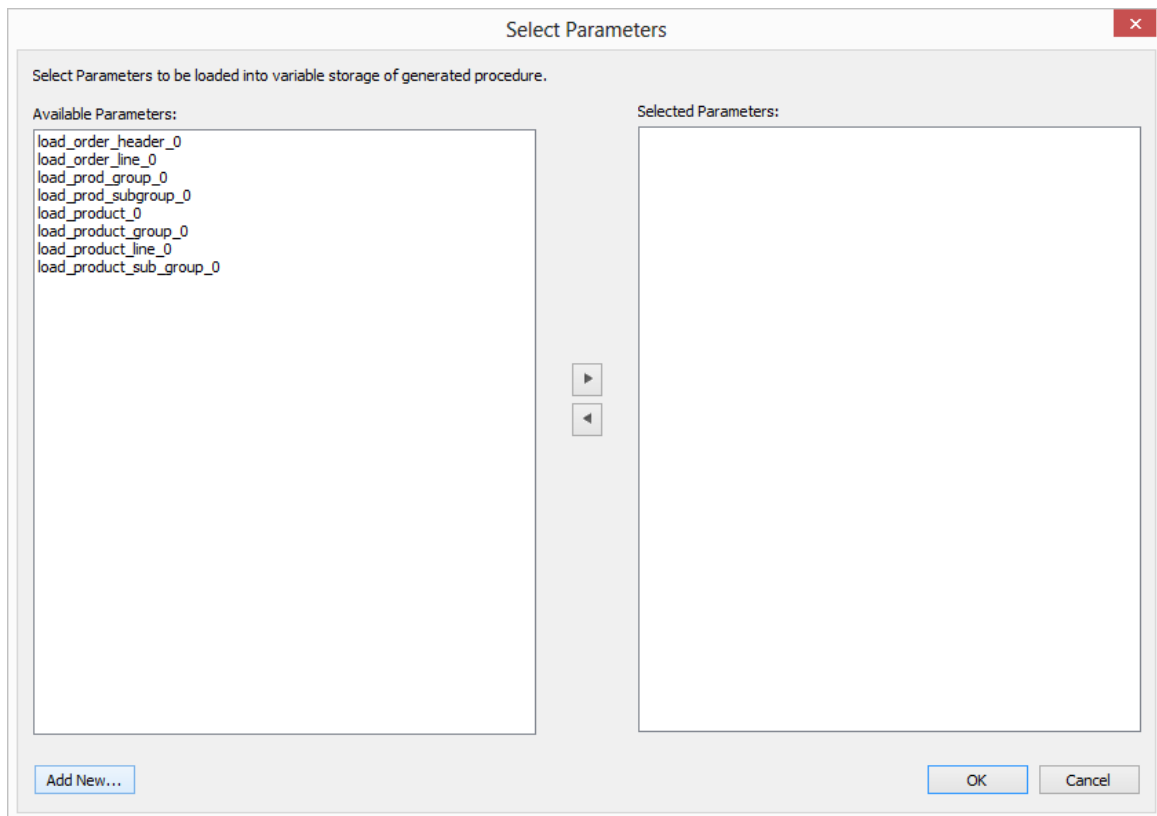 Select Parameters
Select Parameters to be loaded into variable storage of generated procedure.
Available Parameters:
load_order_header_0
load_order_line_0
load_prod_group_0
load_prod_subgroup_0
load_product_0
load_product_group_0
load_product_line_0
load_product_sub_group_0
Selected Parameters:
Add New...
OK
Cancel